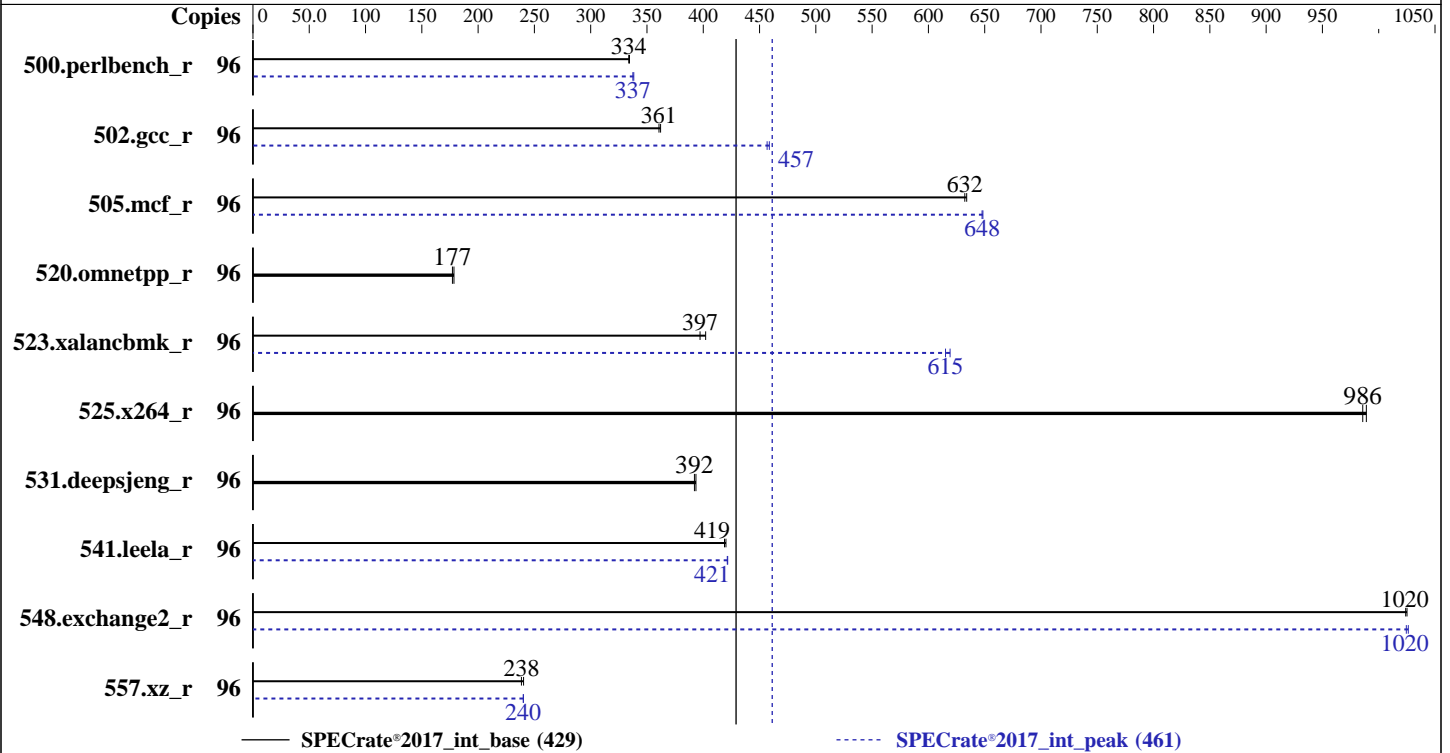 Copies 0 50.0 100 150 200 250 300 350 400 450 500 550 600 650 700 750 800 850 900 950 1050
500.perlbench_r 96 334
337
502.gcc_r 96 361
457
505.mcf_r 96 632
648
520.omnetpp_r 96 177
523.xalancbmk_r 96 397
615
525.x264_r 96 986
531.deepsjeng_r 96 392
541.leela_r 96 419
421
548.exchange2_r 96 1020
1020
557.xz_r 96 238
240
SPECrate®2017_int_base (429) SPECrate®2017_int_peak (461)